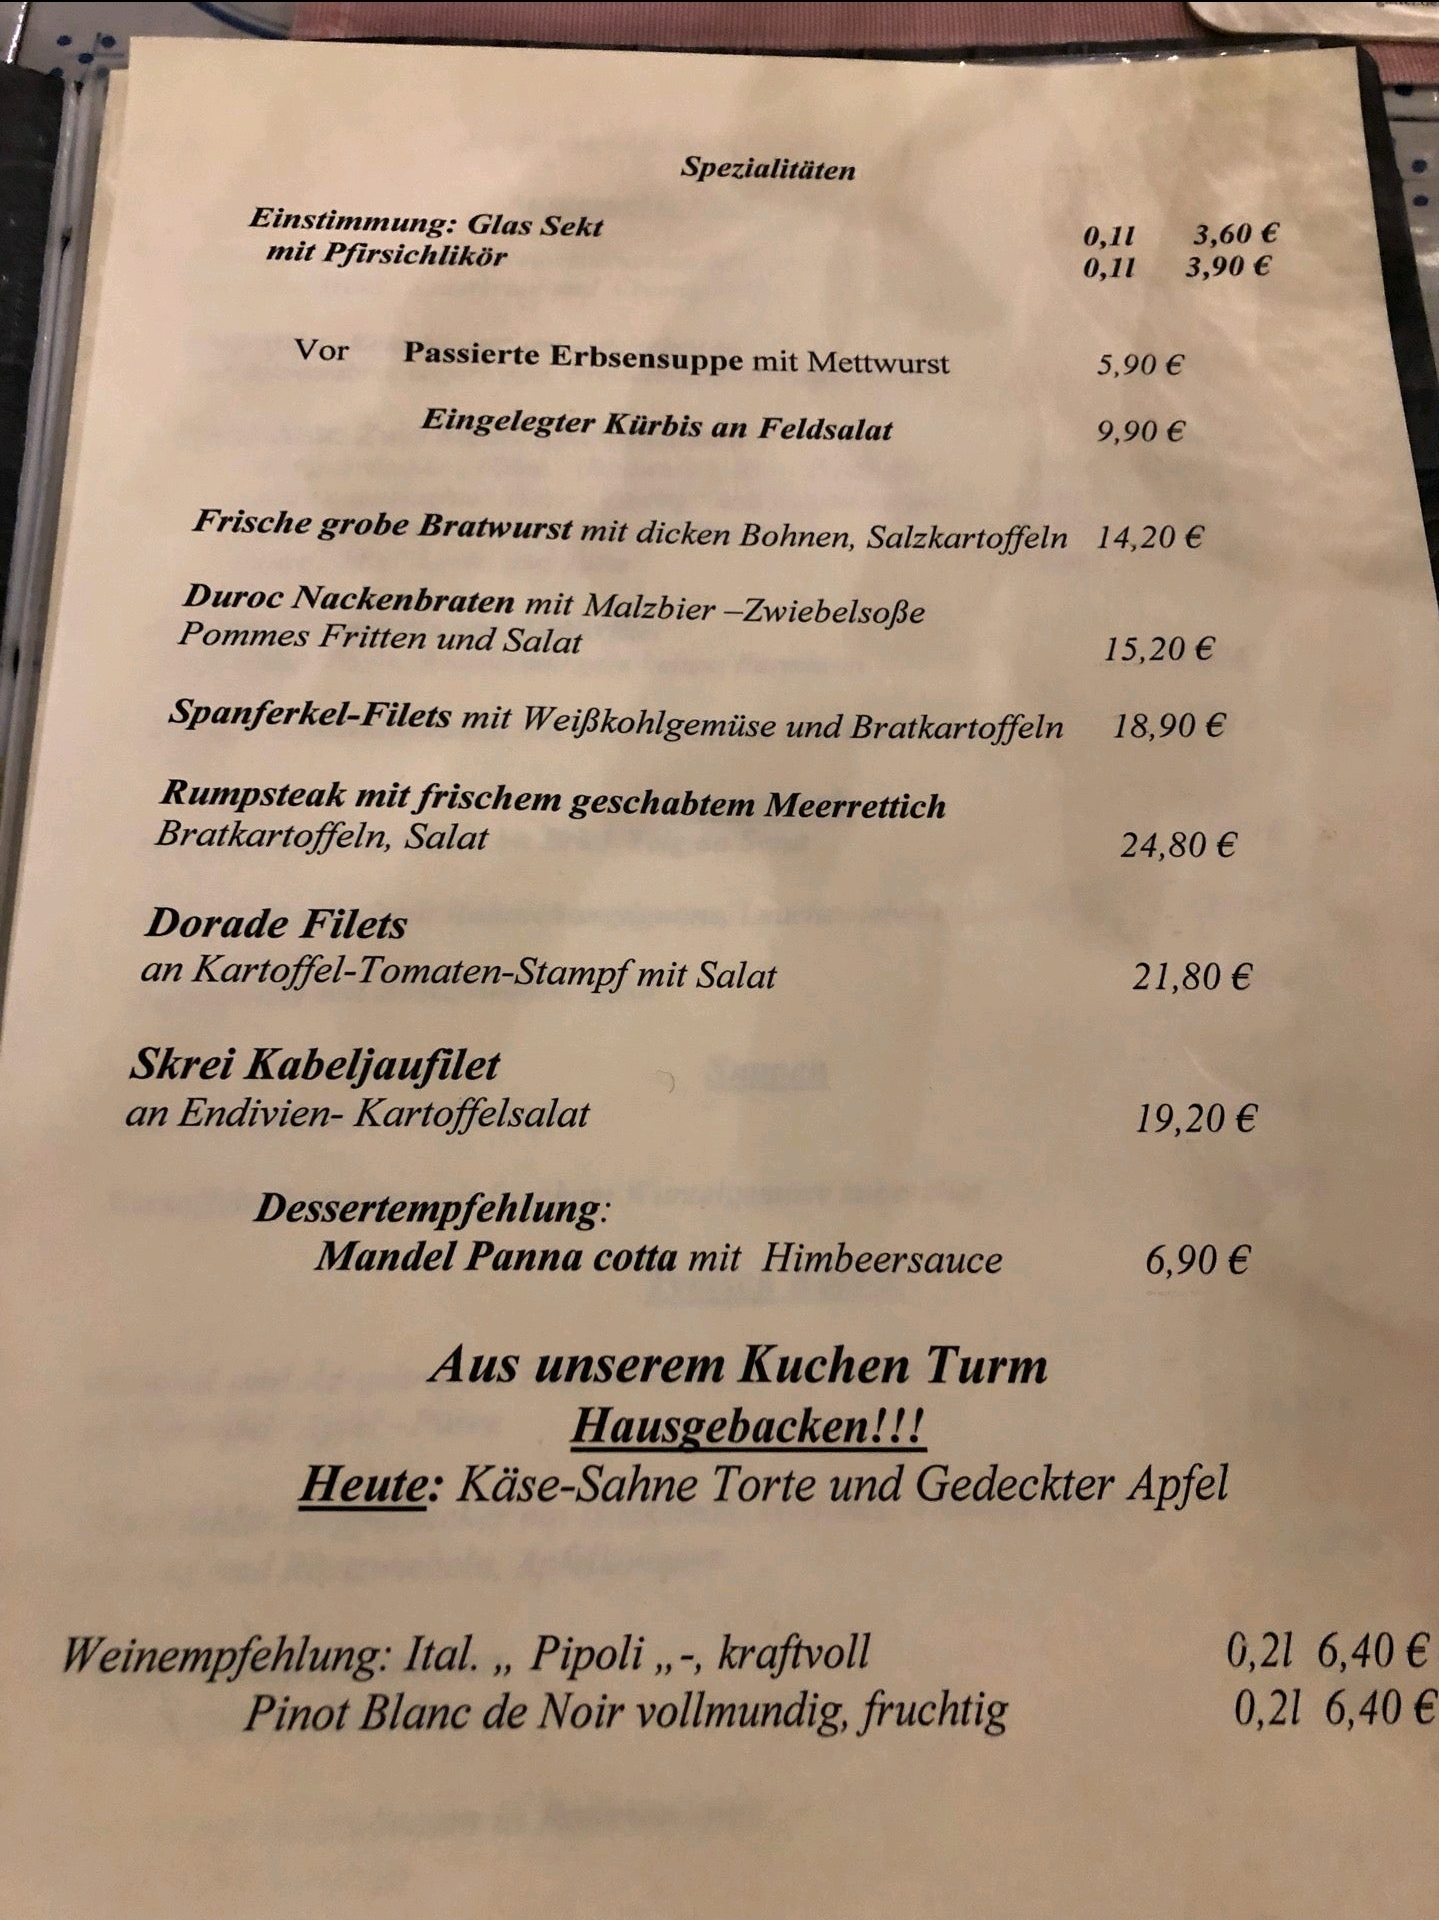 Spezialitäten
Einstimmung: Glas Sekt 0,1l 3,60 €
mit Pfirsichlikör 0,1l 3,90 €
Vor Passierte Erbsensuppe mit Mettwurst 5,90 €
Eingelegter Kürbis an Feldsalat 9,90 €
Frische grobe Bratwurst mit dicken Bohnen, Salzkartoffeln 14,20 €
Duroc Nackenbraten mit Malzbier –Zwiebelsoße
Pommes Fritten und Salat 15,20 €
Spanferkel-Filets mit Weißkohlgemüse und Bratkartoffeln 18,90 €
Rumpsteak mit frischem geschabtem Meerrettich
Bratkartoffeln, Salat 24,80 €
Dorade Filets
an Kartoffel-Tomaten-Stampf mit Salat 21,80 €
Skrei Kabeljaufilet
an Endivien- Kartoffelsalat 19,20 €
Dessertempfehlung:
Mandel Panna cotta mit Himbeersauce 6,90 €
Aus unserem Kuchen Turm
Hausgebacken!!!
Heute: Käse-Sahne Torte und Gedeckter Apfel
Weinempfehlung: Ital. „ Pipoli „-, kraftvoll 0,2l 6,40 €
Pinot Blanc de Noir vollmundig, fruchtig 0,2l 6,40 €